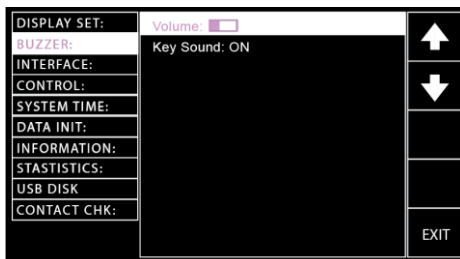 DISPLAY SET:
BUZZER:
INTERFACE:
CONTROL:
SYSTEM TIME:
DATA INIT:
INFORMATION:
STASTISTICS:
USB DISK
CONTACT CHK:
Volume:
Key Sound: ON
EXIT